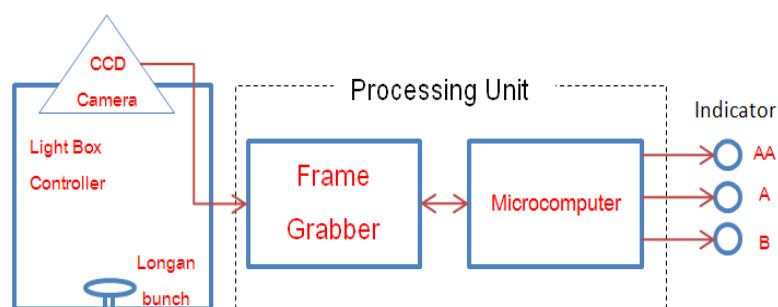 CCD
Camera
Light Box
Controller
Longan
bunch
Processing Unit
Frame
Grabber
Microcomputer
Indicator
AA
A
B